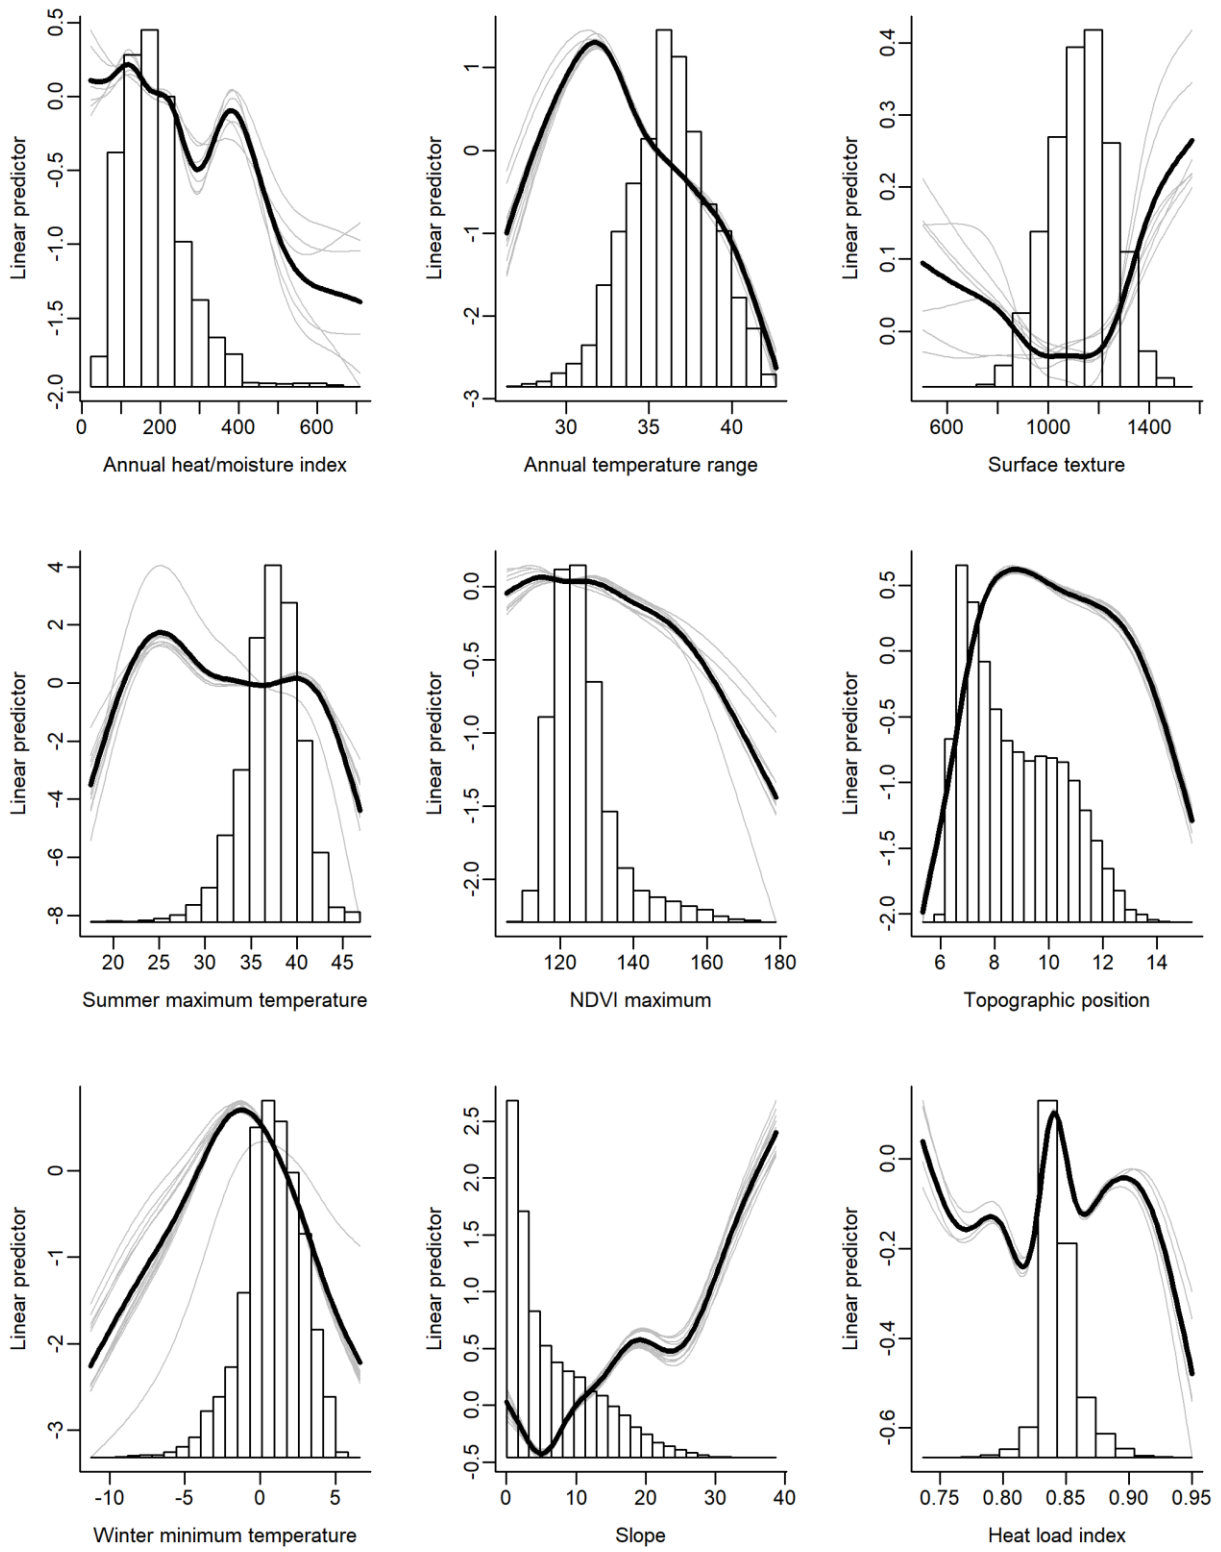 Linear predictor
0.5
0.0
-0.5
-1.0
-1.5
-2.0
0 200 400 600
Annual heat/moisture index
Linear predictor
1
0
-1
-2
-3
30 35 40
Annual temperature range
Linear predictor
0.4
0.3
0.2
0.1
0.0
600 1000 1400
Surface texture
Linear predictor
4
2
0
-2
-4
-6
-8
20 25 30 35 40 45
Summer maximum temperature
Linear predictor
0.0
-0.5
-1.0
-1.5
-2.0
120 140 160 180
NDVI maximum
Linear predictor
0.5
0.0
-0.5
-1.0
-1.5
-2.0
6 8 10 12 14
Topographic position
Linear predictor
0
-1
-2
-3
-10 -5 0 5
Winter minimum temperature
Linear predictor
2.5
2.0
1.5
1.0
0.5
0.0
-0.5
0 10 20 30 40
Slope
Linear predictor
0.0
-0.2
-0.4
-0.6
0.75 0.80 0.85 0.90 0.95
Heat load index